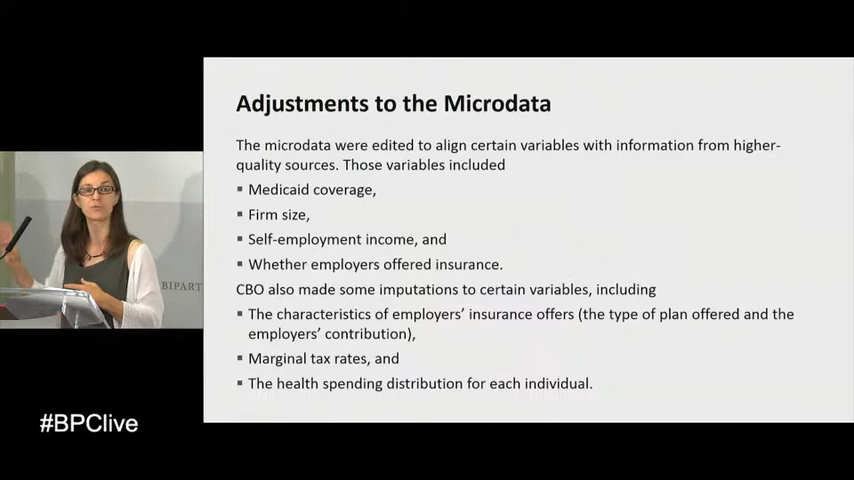 Adjustments to the Microdata
The microdata were edited to align certain variables with information from higher-
quality sources. Those variables included
▪ Medicaid coverage,
▪ Firm size,
▪ Self-employment income, and
▪ Whether employers offered insurance.
CBO also made some imputations to certain variables, including
▪ The characteristics of employers’ insurance offers (the type of plan offered and the
employers’ contribution),
▪ Marginal tax rates, and
▪ The health spending distribution for each individual.
BIPART
#BPClive